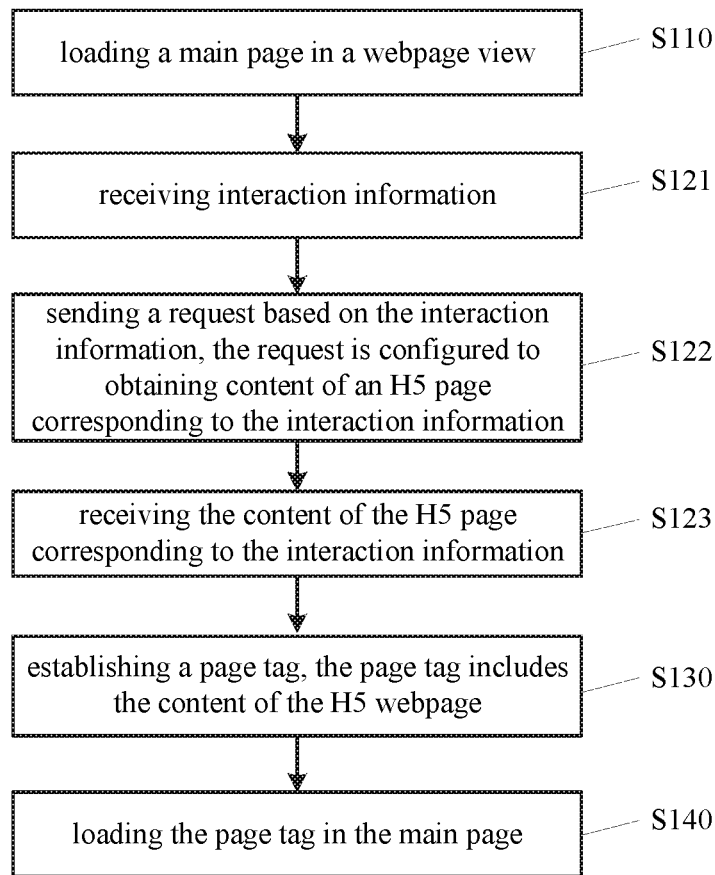 loading a main page in a webpage view
S110
receiving interaction information
S121
sending a request based on the interaction
information, the request is configured to
obtaining content of an H5 page
corresponding to the interaction information
S122
receiving the content of the H5 page
corresponding to the interaction information
S123
establishing a page tag, the page tag includes
the content of the H5 webpage
S130
loading the page tag in the main page
S140